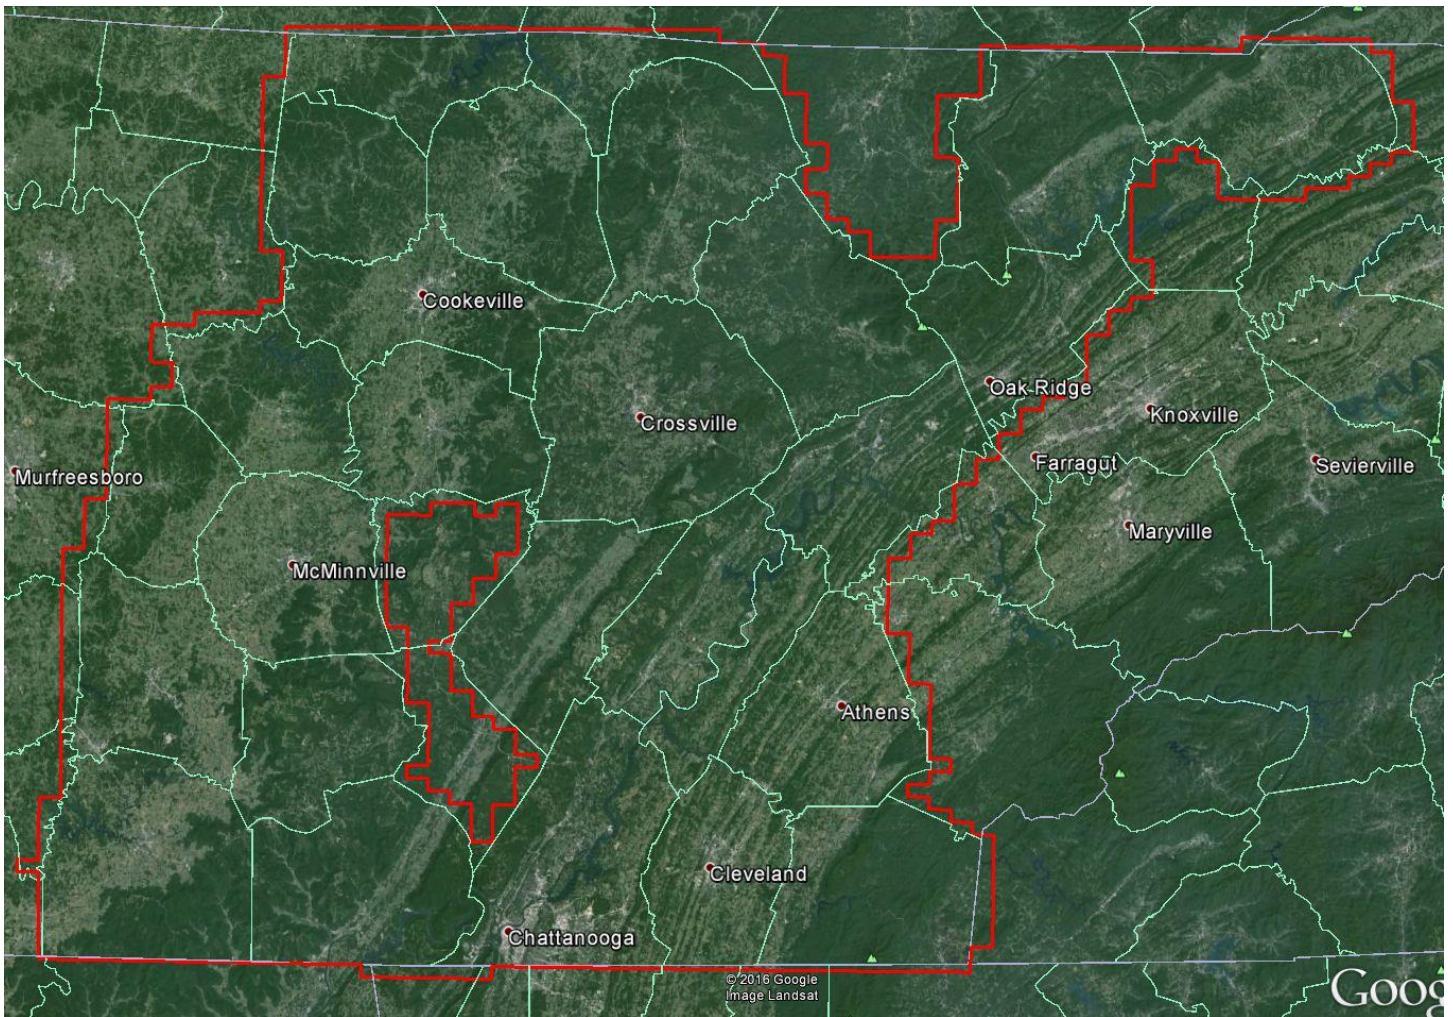 Cookeville
Oak Ridge
Crossville
Knoxville
Murfreesboro
Farragut
Sevierville
Maryville
McMinnville
Athens
Cleveland
Chattanooga
© 2016 Google
Image Landsat
Goog